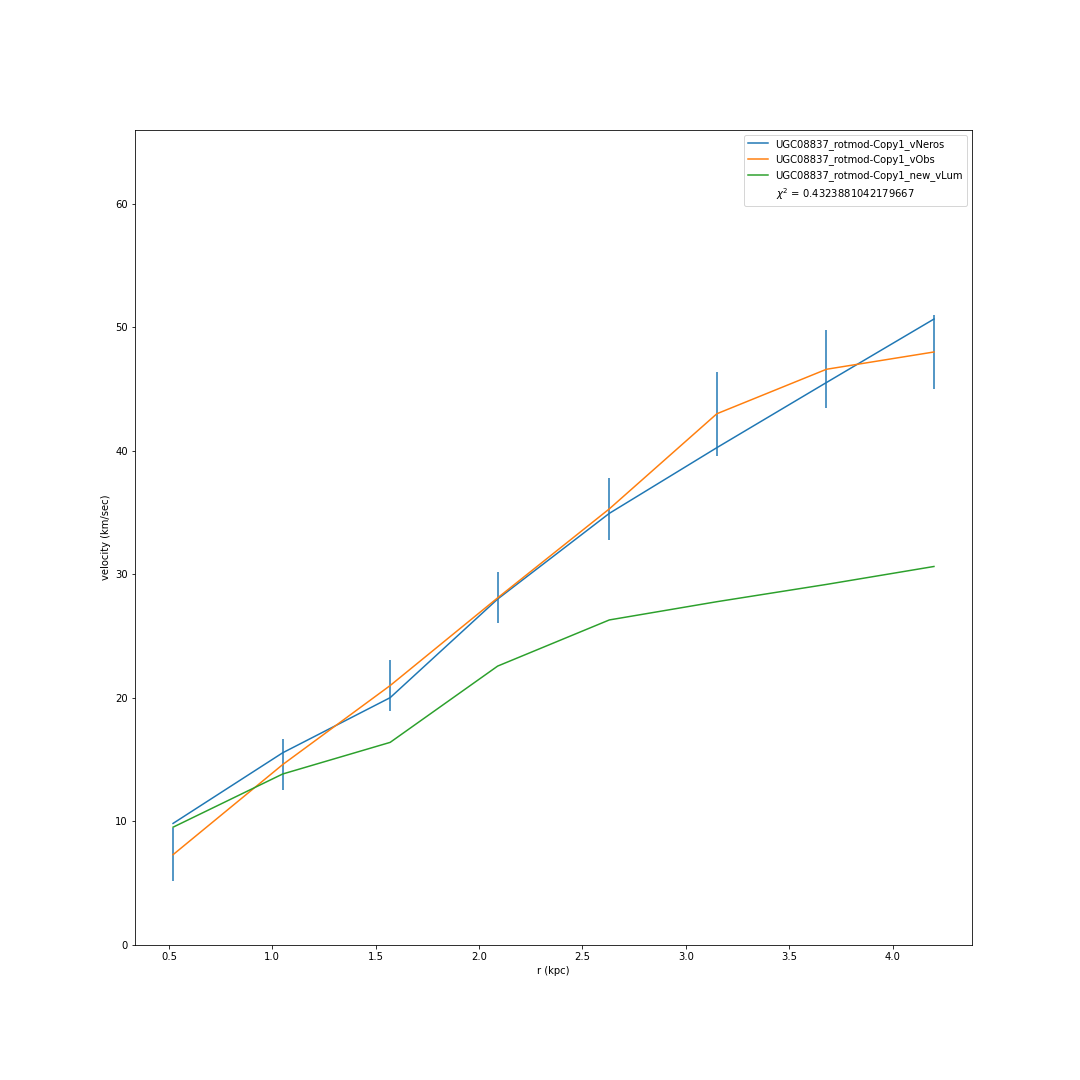 UGC08837_rotmod-Copy1_vNeros
UGC08837_rotmod-Copy1_vObs
UGC08837_rotmod-Copy1_new_vLum
χ² = 0.4323881042179667
60
50
40
30
20
10
0
velocity (km/sec)
0.5 1.0 1.5 2.0 2.5 3.0 3.5 4.0
r (kpc)